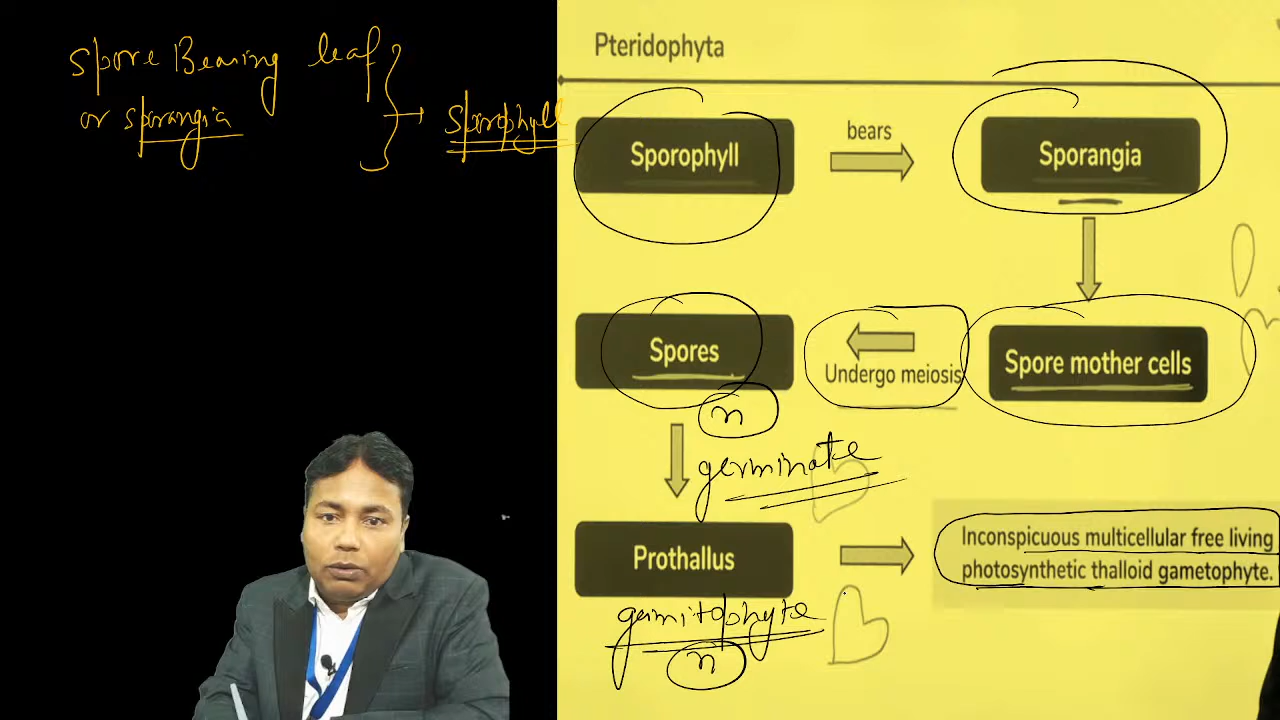 Spore Bearing leaf
or sporangia
sporophyll
Pteridophyta
Sporophyll
bears
Sporangia
Spores
Undergo meiosis
Spore mother cells
n
germinate
Prothallus
Inconspicuous multicellular free living
photosynthetic thalloid gametophyte.
germitophyte
n